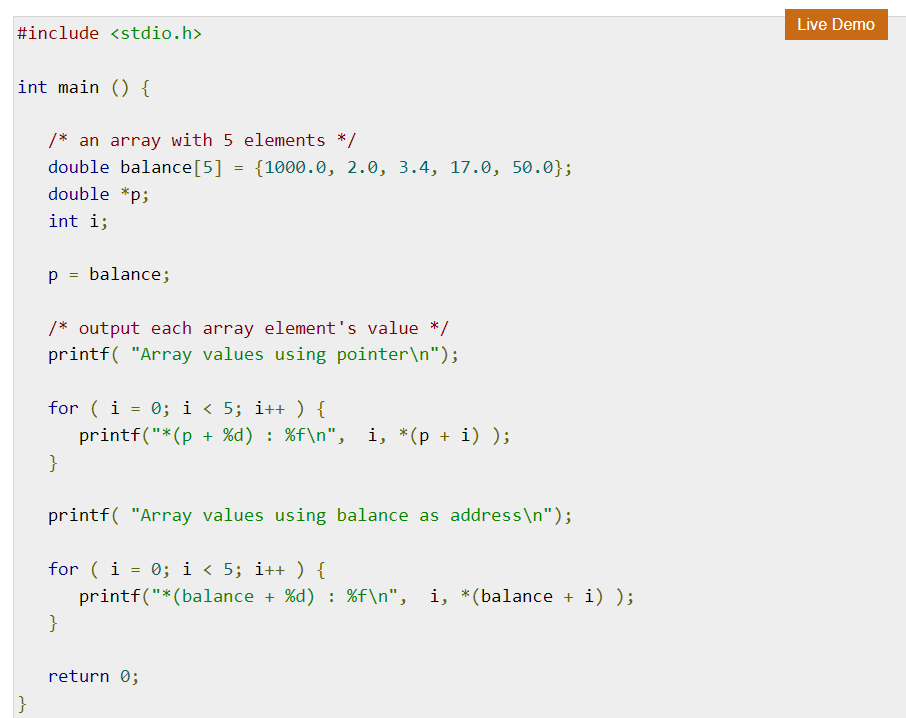 Live Demo
#include <stdio.h>
int main () {
/* an array with 5 elements */
double balance[5] = {1000.0, 2.0, 3.4, 17.0, 50.0};
double *p;
int i;
p = balance;
/* output each array element's value */
printf( "Array values using pointer\n");
for ( i = 0; i < 5; i++ ) {
printf("*(p + %d) : %f\n",  i, *(p + i) );
}
printf( "Array values using balance as address\n");
for ( i = 0; i < 5; i++ ) {
printf("*(balance + %d) : %f\n",  i, *(balance + i) );
}
return 0;
}